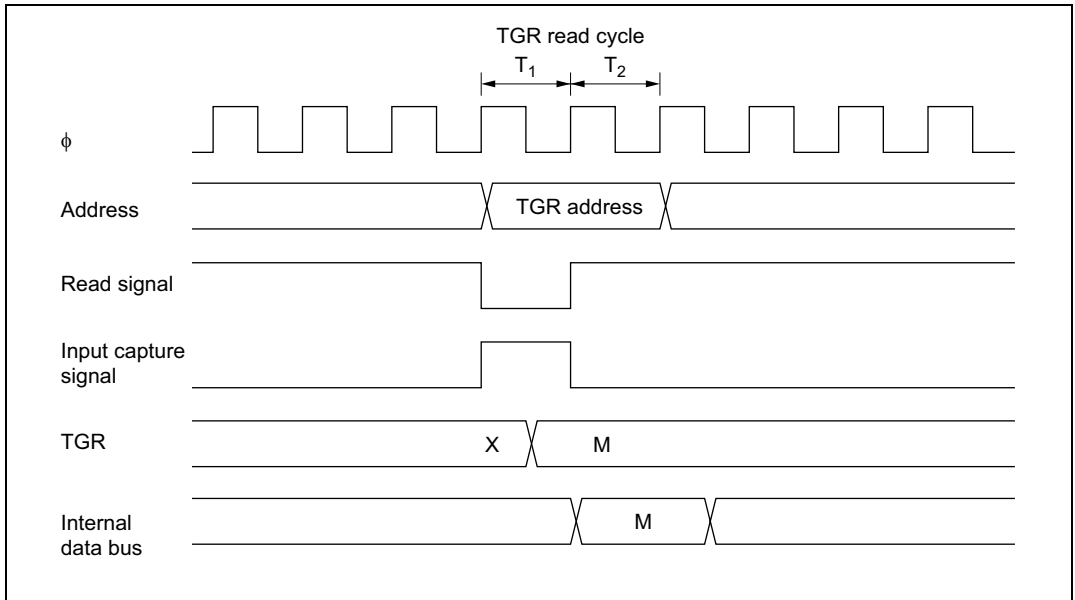 TGR read cycle
T₁ T₂
ϕ
Address
TGR address
Read signal
Input capture
signal
TGR
X M
Internal
data bus
M